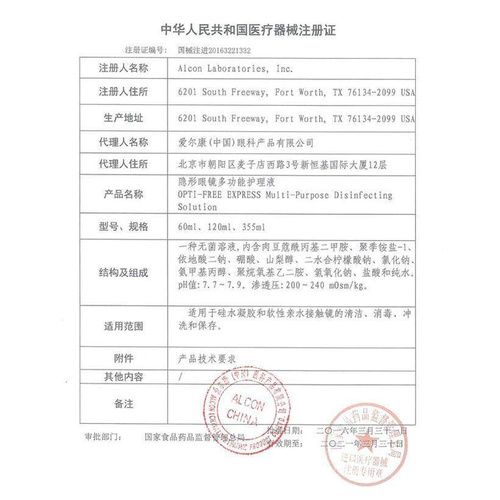 中华人民共和国医疗器械注册证
注册证编号： 国械注进20163221332
注册人名称 Alcon Laboratories, Inc.
注册人住所 6201 South Freeway, Fort Worth, TX 76134-2099 USA
生产地址 6201 South Freeway, Fort Worth, TX 76134-2099 USA
代理人名称 爱尔康(中国)眼科产品有限公司
代理人住所 北京市朝阳区麦子店西路3号新恒基国际大厦12层
产品名称 隐形眼镜多功能护理液
OPTI-FREE EXPRESS Multi-Purpose Disinfecting
Solution
型号、规格 60ml、120ml、355ml
结构及组成 一种无菌溶液，内含肉豆蔻酰丙基二甲胺、聚季铵盐-1、
依地酸二钠、硼酸、山梨醇、二水合柠檬酸钠、氯化钠、
氨甲基丙醇、聚烷氧基乙二胺、氢氧化钠、盐酸和纯水。
pH值：7.7－7.9。渗透压：200－240 mOsm/kg。
适用范围 适用于硅水凝胶和软性亲水接触镜的清洁、消毒、冲
洗和保存。
附件 产品技术要求
其他内容 /
备注
ALCON
CHINA
审批部门： 国家食品药品监督管理总局
二〇一六年三月三十一日
有效期至： 二〇二一年三月三十日
进口医疗器械
注册专用章